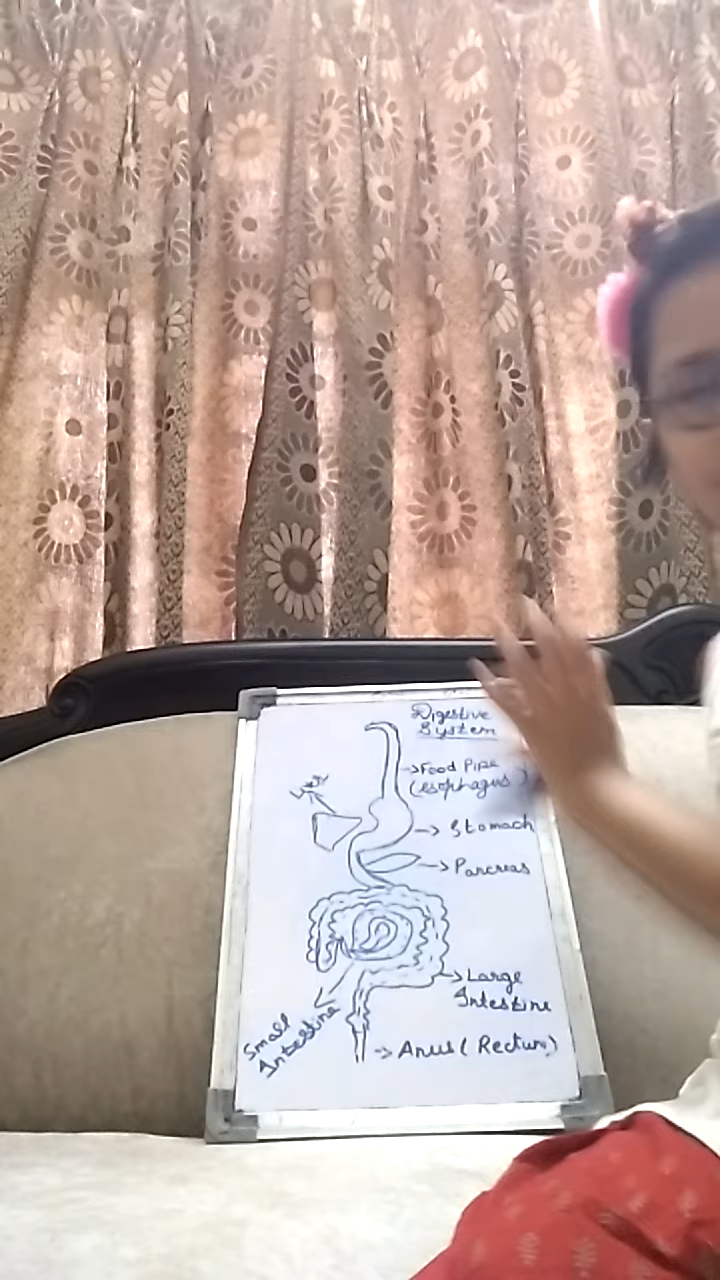 Digestive
System
→Food Pipe
(esophagus)
Liver
→ Stomach
→ Pancreas
→ Large
Intestine
Small
Intestine
→ Anus ( Rectum)